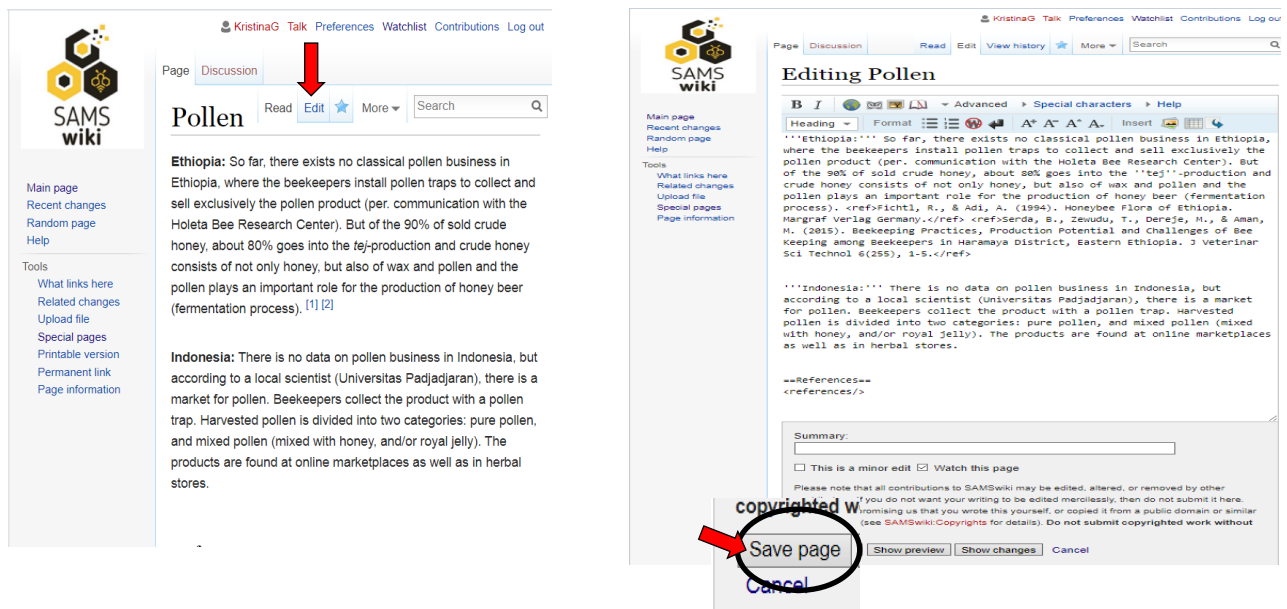 KristinaG Talk Preferences Watchlist Contributions Log out
Page Discussion
SAMS
wiki
Pollen
Read Edit More Search
Main page
Recent changes
Random page
Help
Tools
What links here
Related changes
Upload file
Special pages
Printable version
Permanent link
Page information
Ethiopia: So far, there exists no classical pollen business in
Ethiopia, where the beekeepers install pollen traps to collect and
sell exclusively the pollen product (per. communication with the
Holeta Bee Research Center). But of the 90% of sold crude
honey, about 80% goes into the tej-production and crude honey
consists of not only honey, but also of wax and pollen and the
pollen plays an important role for the production of honey beer
(fermentation process). [1] [2]
Indonesia: There is no data on pollen business in Indonesia, but
according to a local scientist (Universitas Padjadjaran), there is a
market for pollen. Beekeepers collect the product with a pollen
trap. Harvested pollen is divided into two categories: pure pollen,
and mixed pollen (mixed with honey, and/or royal jelly). The
products are found at online marketplaces as well as in herbal
stores.
KristinaG Talk Preferences Watchlist Contributions Log out
Page Discussion Read Edit View history More Search
SAMS
wiki
Main page
Recent changes
Random page
Help
Tools
What links here
Related changes
Upload file
Special pages
Page information
Editing Pollen
B I Advanced Special characters Help
Heading Format A+ A- A+ A- Insert
'''Ethiopia:''' So far, there exists no classical pollen business in Ethiopia,
where the beekeepers install pollen traps to collect and sell exclusively the
pollen product (per. communication with the Holeta Bee Research Center). But
of the 90% of sold crude honey, about 80% goes into the ''tej''-production and
crude honey consists of not only honey, but also of wax and pollen and the
pollen plays an important role for the production of honey beer (fermentation
process). <ref>Fichtl, R., & Adi, A. (1994). Honeybee Flora of Ethiopia.
Margraf Verlag Germany.</ref> <ref>Serda, B., Zewudu, T., Dereje, M., & Aman,
M. (2015). Beekeeping Practices, Production Potential and Challenges of Bee
Keeping among Beekeepers in Haramaya District, Eastern Ethiopia. J Veterinar
Sci Technol 6(255), 1-5.</ref>
'''Indonesia:''' There is no data on pollen business in Indonesia, but
according to a local scientist (Universitas Padjadjaran), there is a market
for pollen. Beekeepers collect the product with a pollen trap. Harvested
pollen is divided into two categories: pure pollen, and mixed pollen (mixed
with honey, and/or royal jelly). The products are found at online marketplaces
as well as in herbal stores.
==References==
<references/>
Summary:
This is a minor edit Watch this page
Please note that all contributions to SAMSwiki may be edited, altered, or removed by other
f you do not want your writing to be edited mercilessly, then do not submit it here.
romising us that you wrote this yourself, or copied it from a public domain or similar
(see SAMSwiki:Copyrights for details). Do not submit copyrighted work without
copyrighted w
Save page
Show preview Show changes Cancel
Cancel